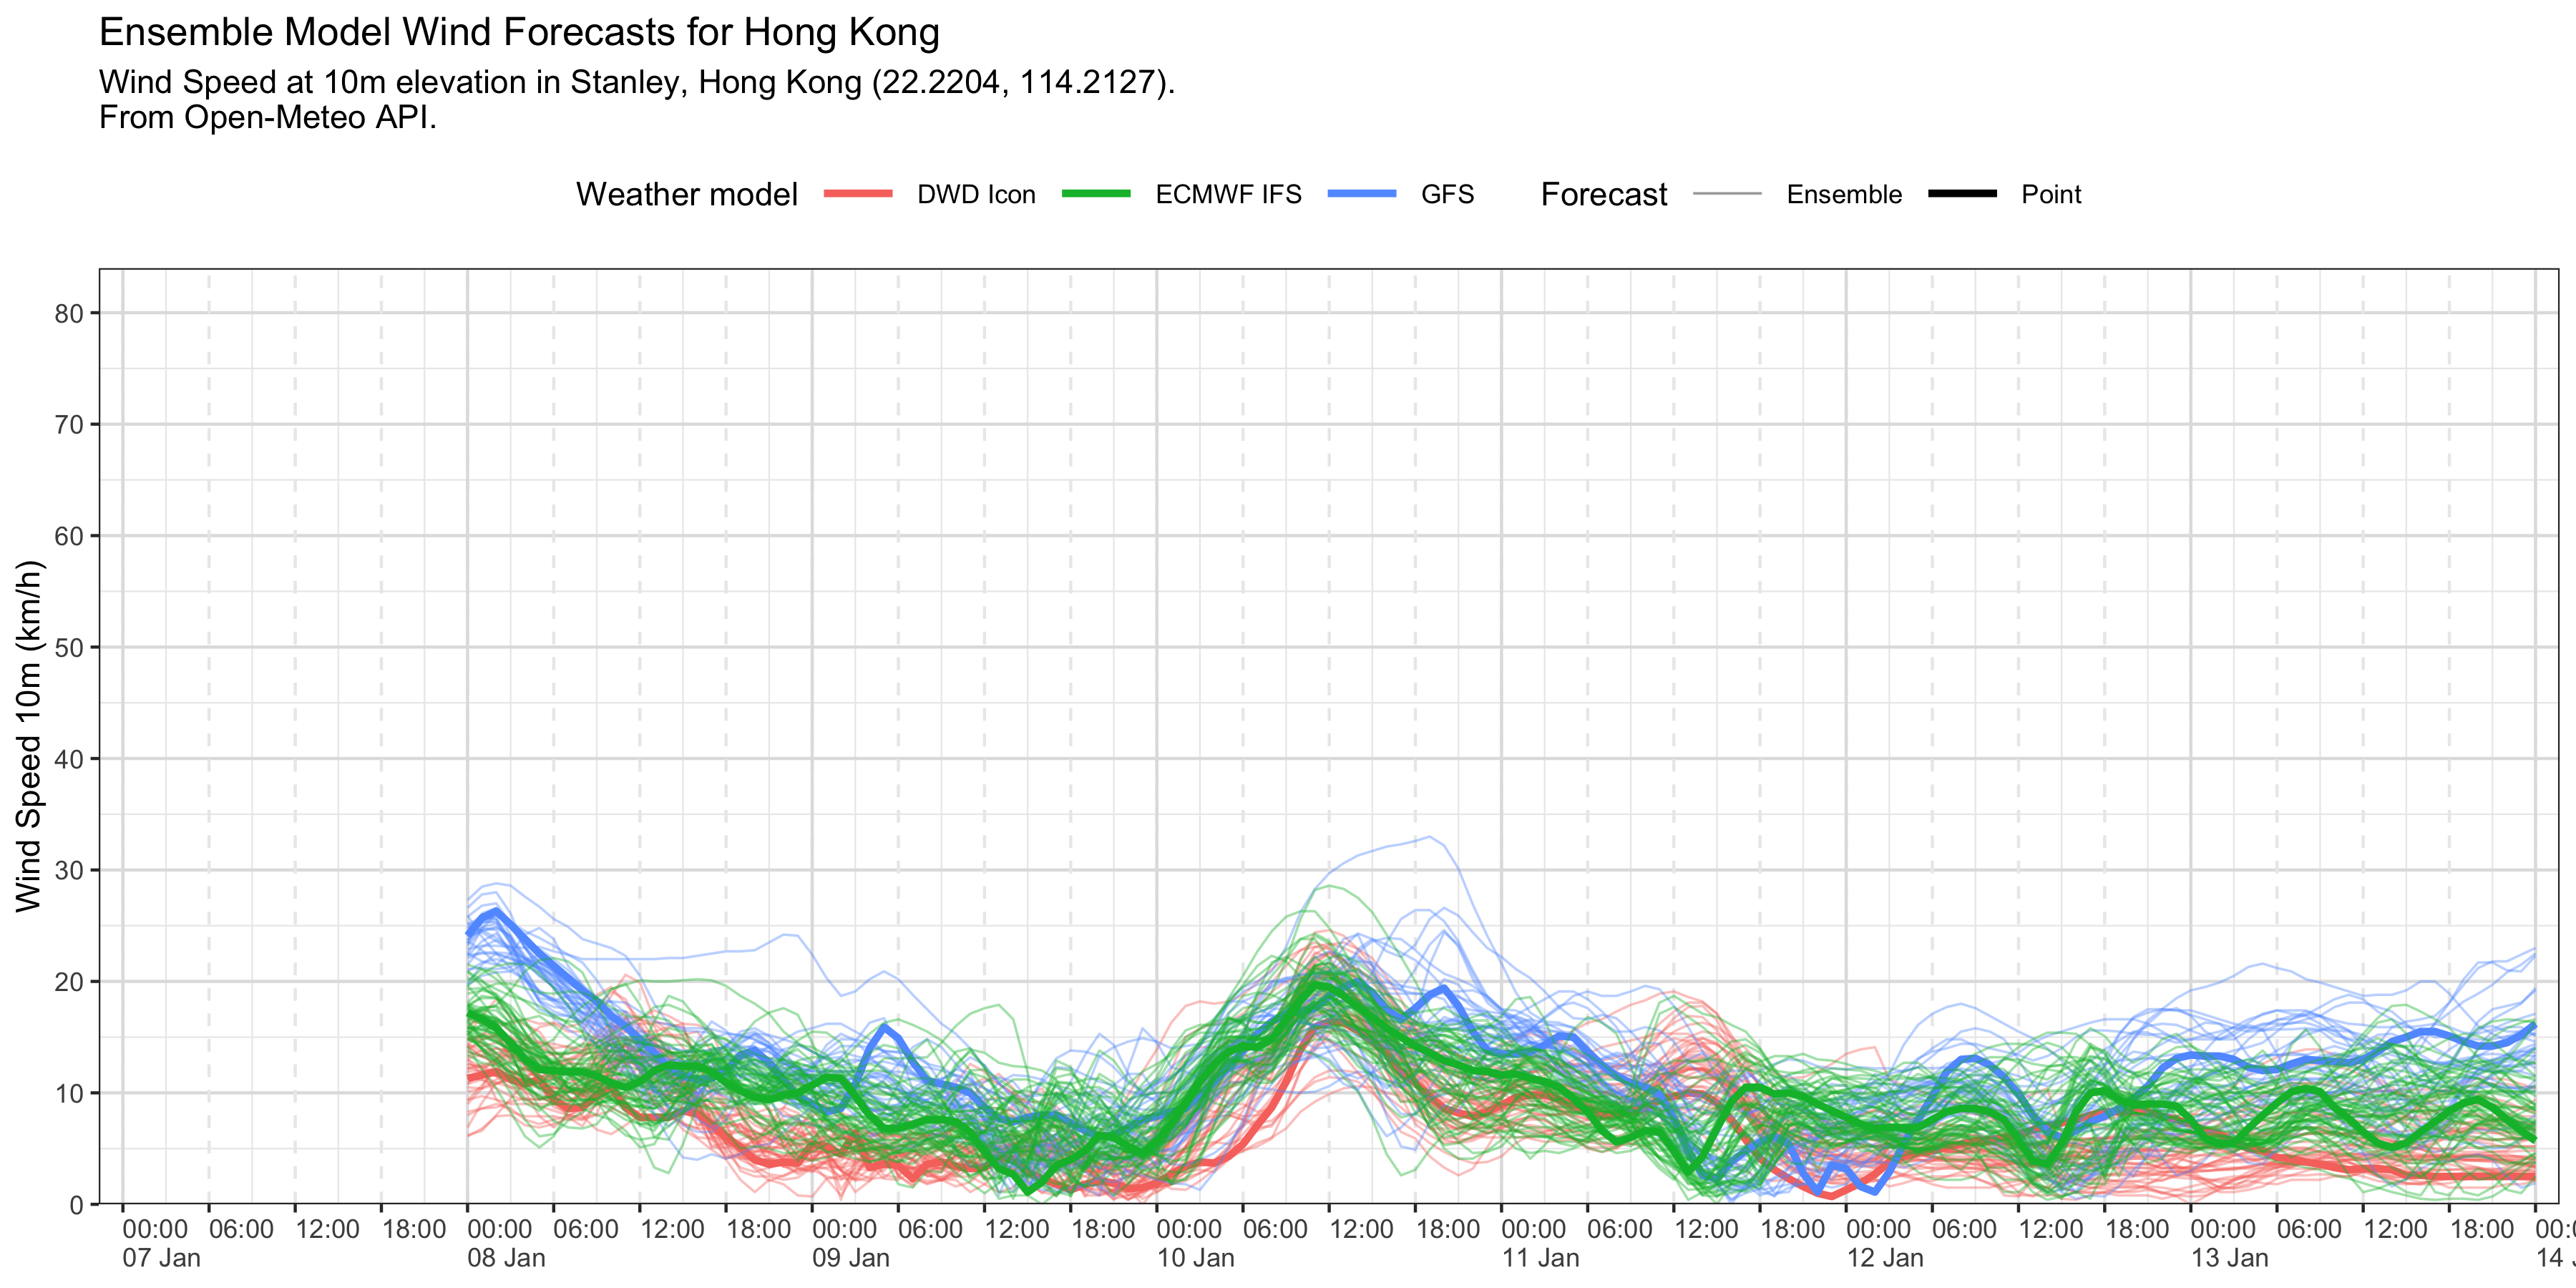 Ensemble Model Wind Forecasts for Hong Kong
Wind Speed at 10m elevation in Stanley, Hong Kong (22.2204, 114.2127).
From Open-Meteo API.
Weather model DWD Icon ECMWF IFS GFS Forecast Ensemble Point
Wind Speed 10m (km/h)
80
70
60
50
40
30
20
10
0
00:00 06:00 12:00 18:00 00:00 06:00 12:00 18:00 00:00 06:00 12:00 18:00 00:00 06:00 12:00 18:00 00:00 06:00 12:00 18:00 00:00 06:00 12:00 18:00 00:00 06:00 12:00 18:00
07 Jan 08 Jan 09 Jan 10 Jan 11 Jan 12 Jan 13 Jan 14